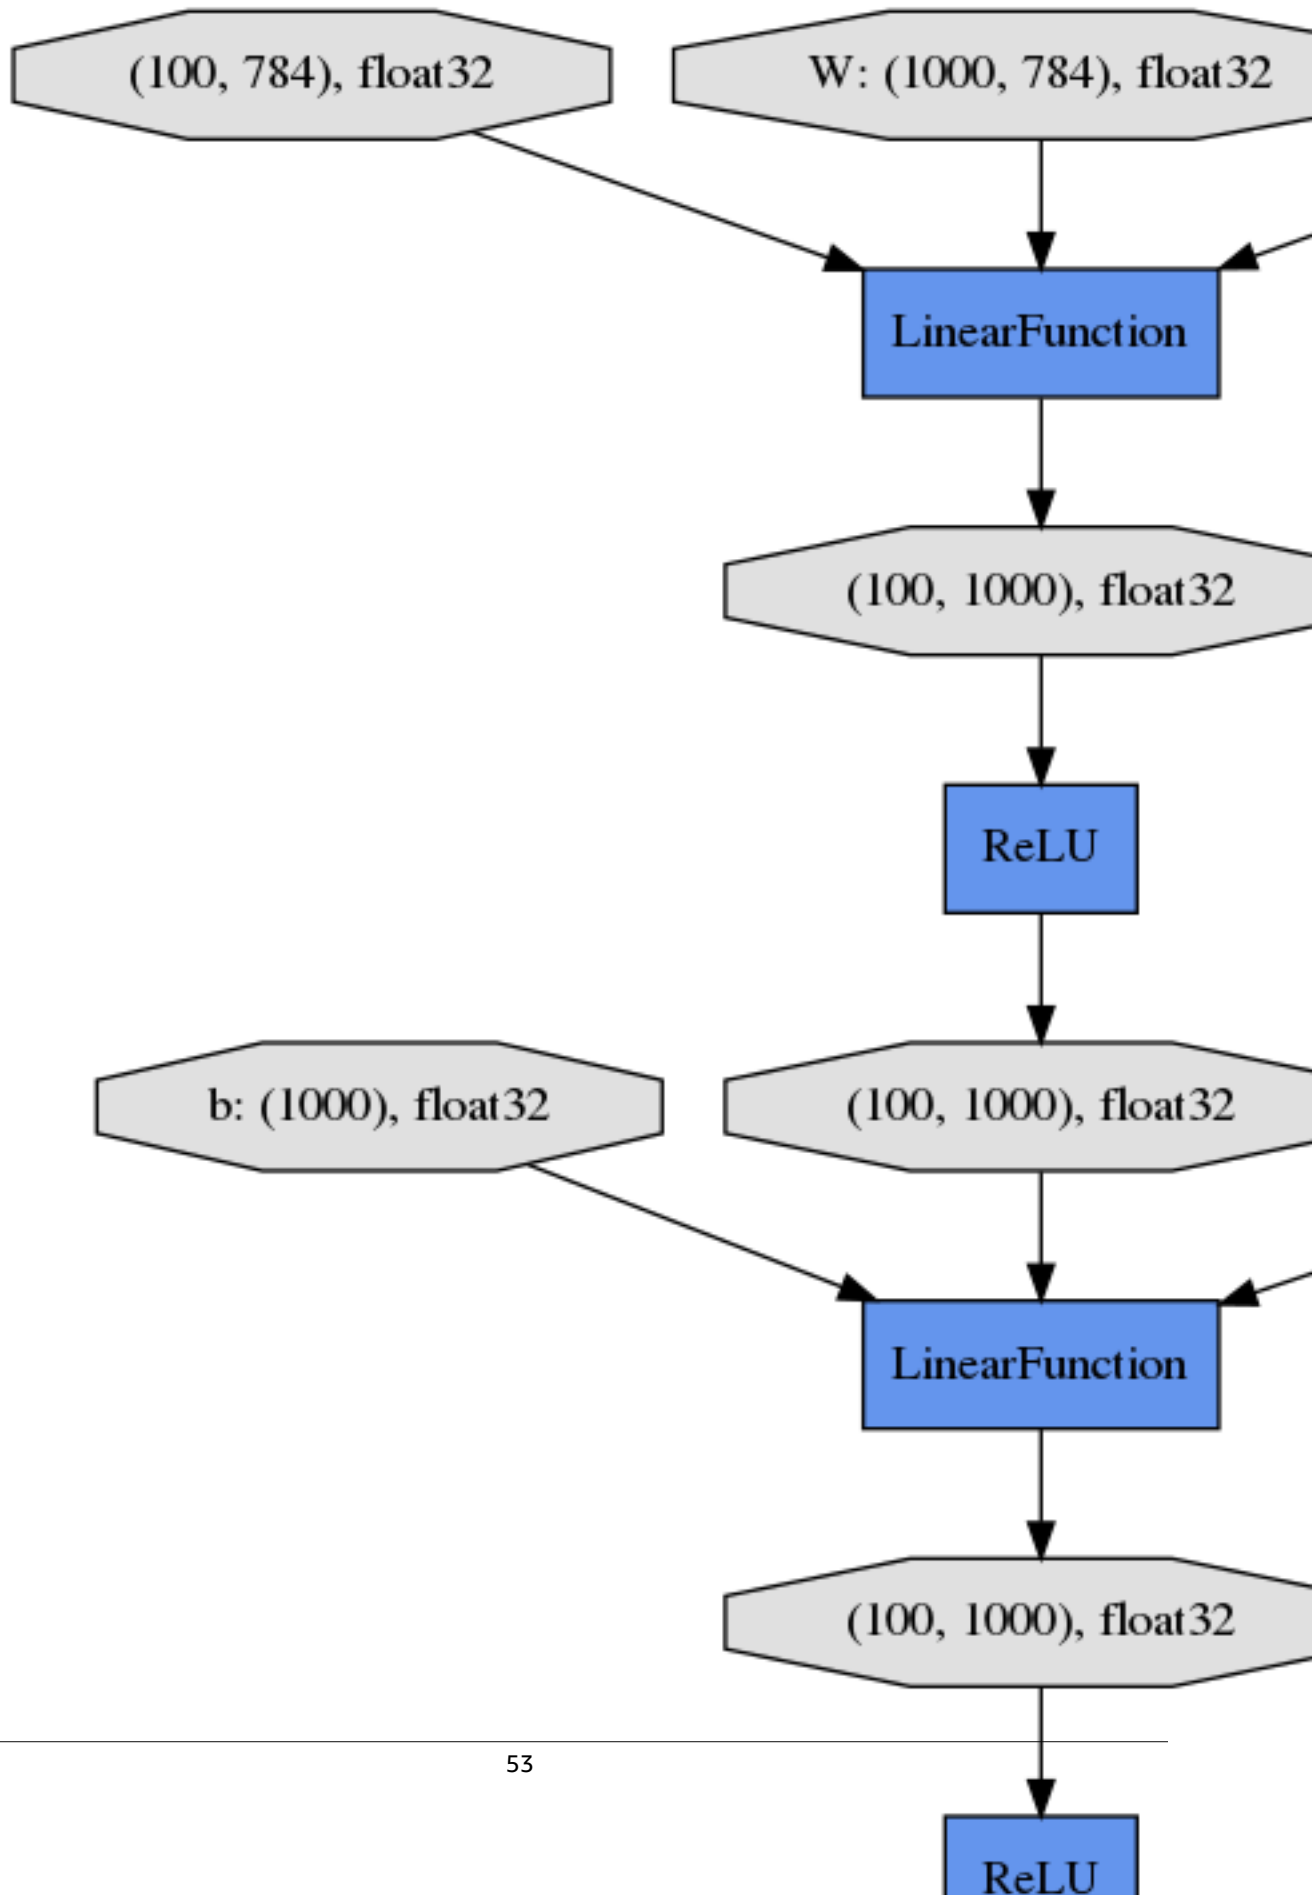 (100, 784), float32
W: (1000, 784), float32
LinearFunction
(100, 1000), float32
ReLU
b: (1000), float32
(100, 1000), float32
LinearFunction
(100, 1000), float32
53
ReLU